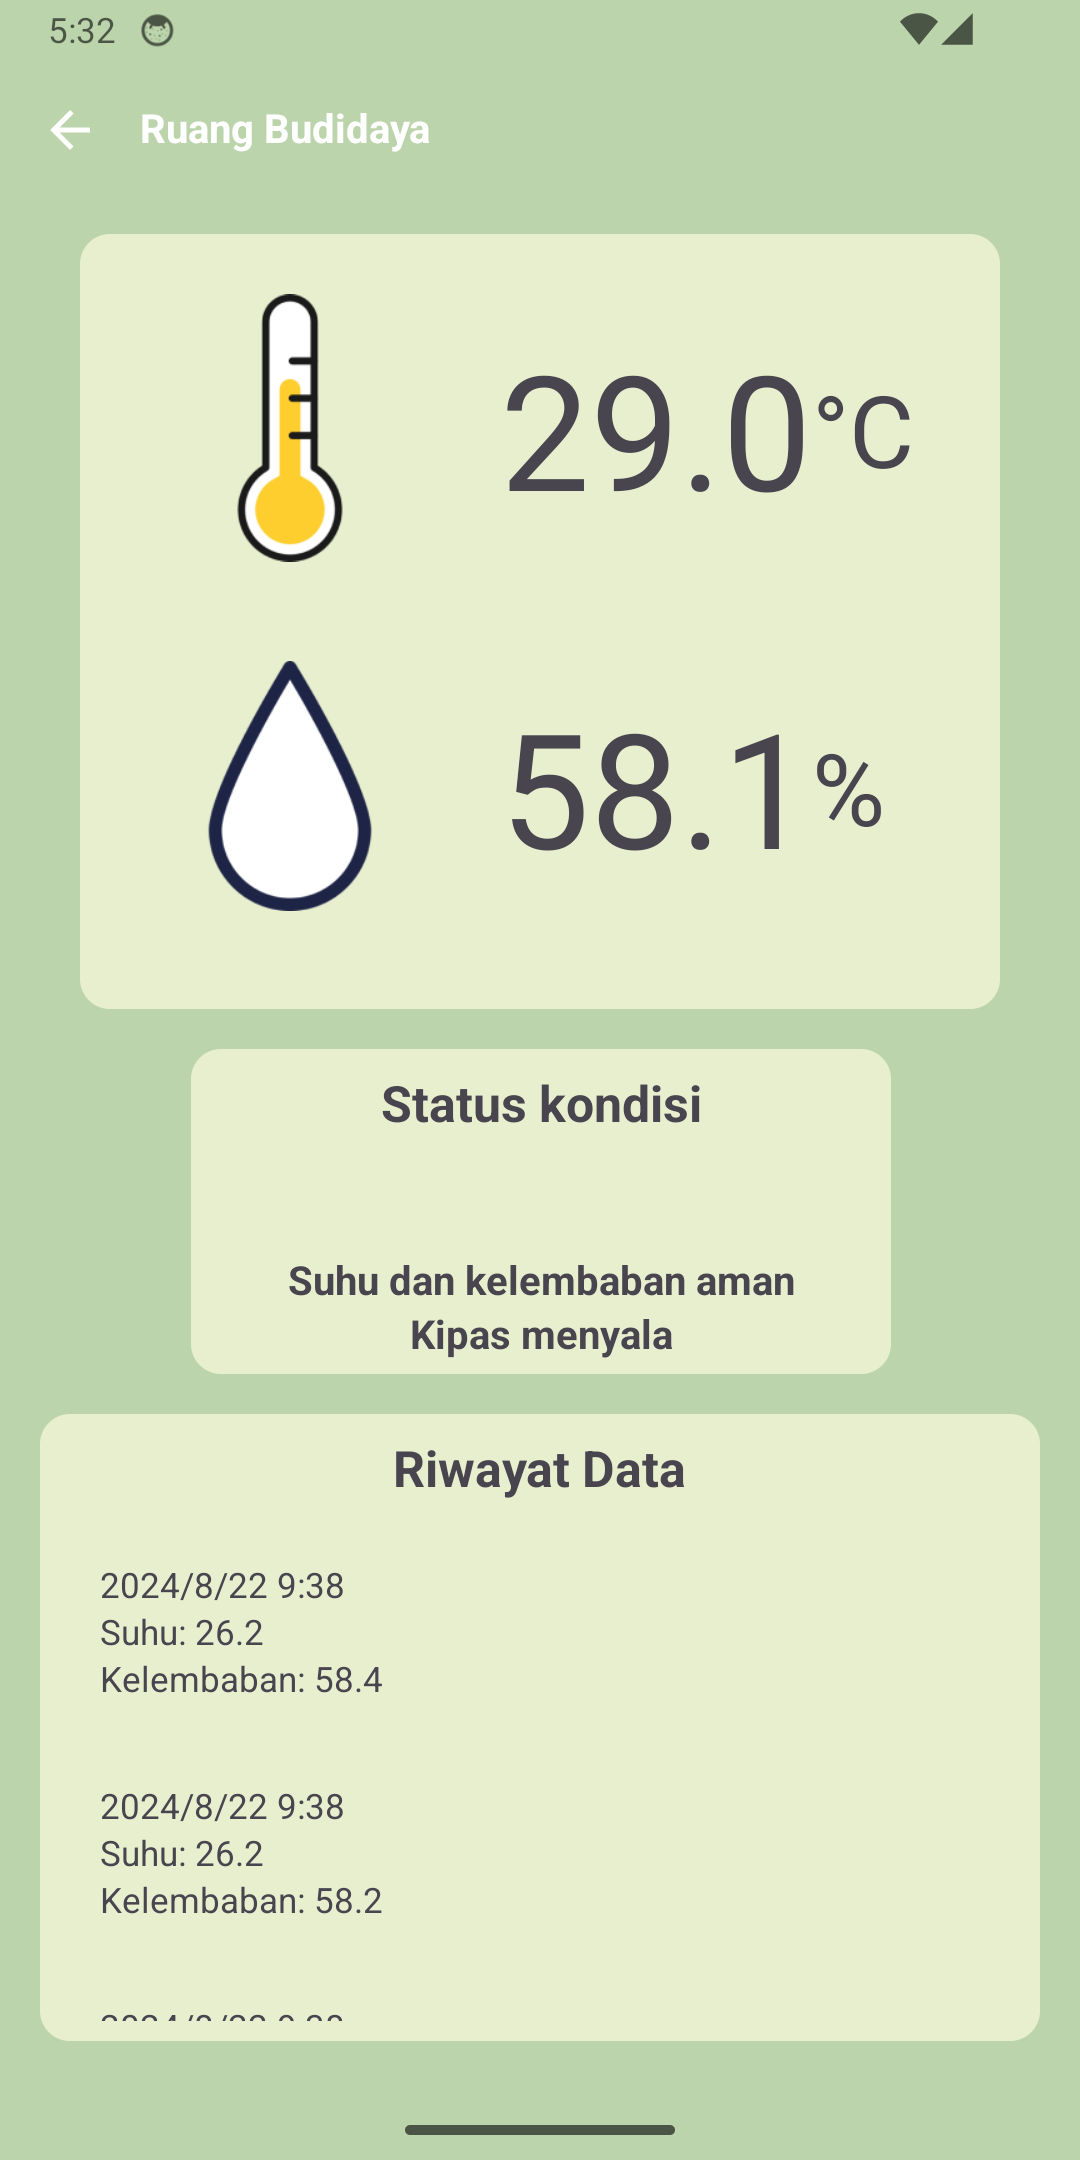 5:32
Ruang Budidaya
29.0°C
58.1%
Status kondisi
Suhu dan kelembaban aman
Kipas menyala
Riwayat Data
2024/8/22 9:38
Suhu: 26.2
Kelembaban: 58.4
2024/8/22 9:38
Suhu: 26.2
Kelembaban: 58.2